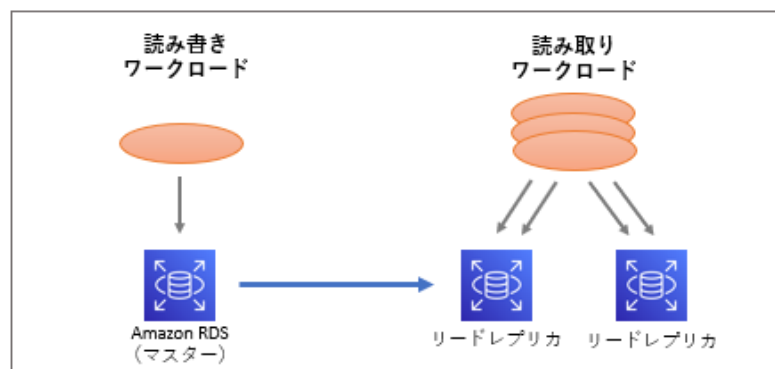 読み書き
ワークロード
読み取り
ワークロード
Amazon RDS
（マスター）
リードレプリカ
リードレプリカ